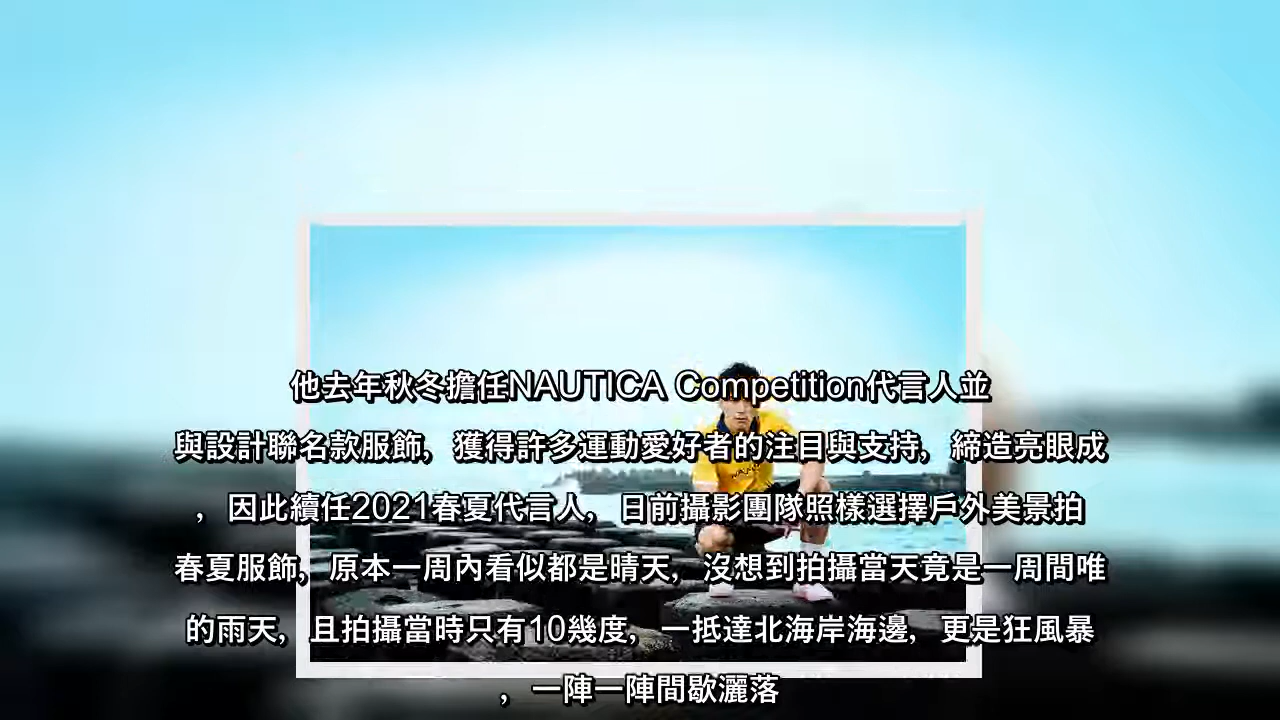 他去年秋冬擔任NAUTICA Competition代言人並
與設計聯名款服飾，獲得許多運動愛好者的注目與支持，締造亮眼成
，因此續任2021春夏代言人，日前攝影團隊照樣選擇戶外美景拍
春夏服飾，原本一周內看似都是晴天，沒想到拍攝當天竟是一周間唯
的雨天，且拍攝當時只有10幾度，一抵達北海岸海邊，更是狂風暴
，一陣一陣間歇灑落